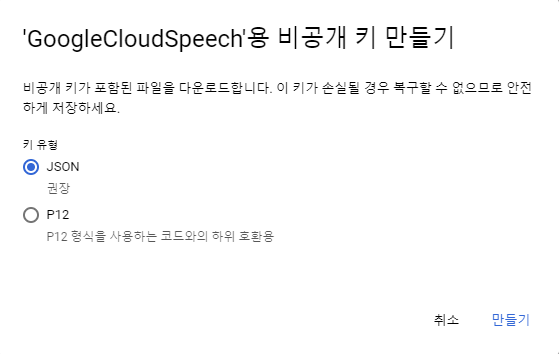 'GoogleCloudSpeech'용 비공개 키 만들기
비공개 키가 포함된 파일을 다운로드합니다. 이 키가 손실될 경우 복구할 수 없으므로 안전
하게 저장하세요.
키 유형
JSON
권장
P12
P12 형식을 사용하는 코드와의 하위 호환용
취소 만들기